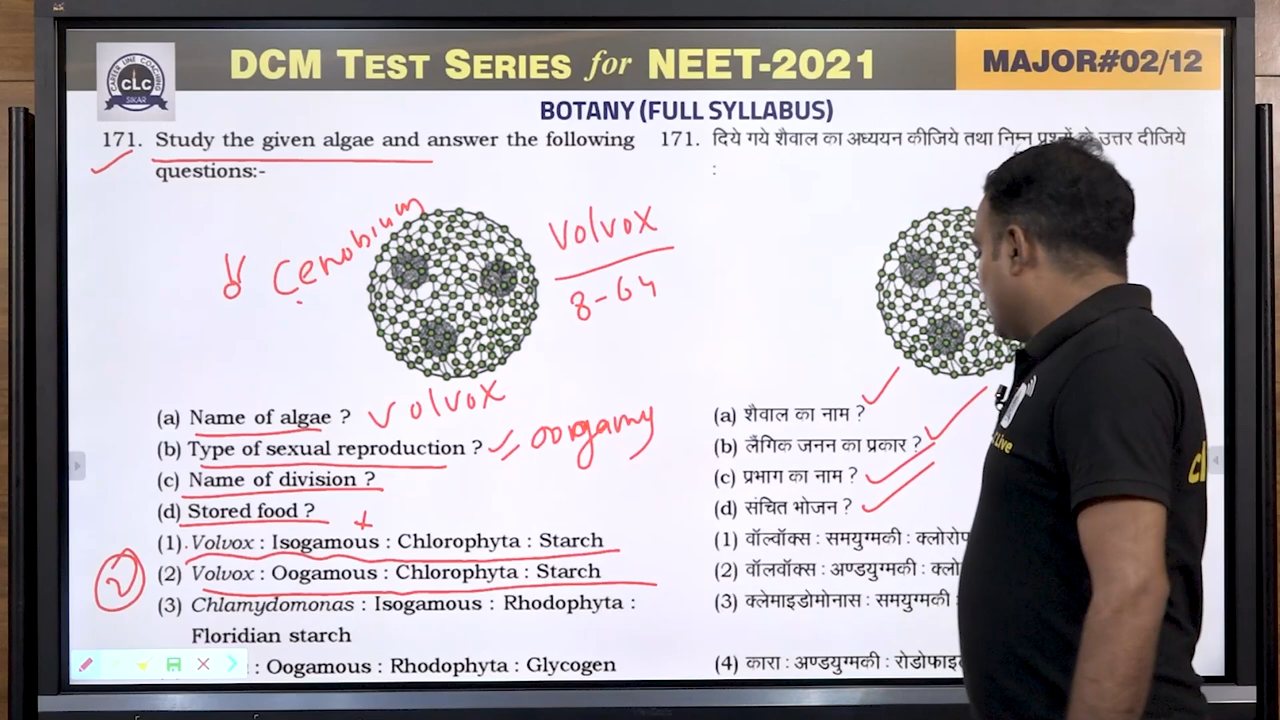 CAREER LINE COACHING
CLC
SIKAR
DCM TEST SERIES for NEET-2021
MAJOR#02/12
BOTANY (FULL SYLLABUS)
171. Study the given algae and answer the following
questions:-
Cenobium
Volvox
8-64
(a) Name of algae ? Volvox
(b) Type of sexual reproduction ? oogamy
(c) Name of division ?
(d) Stored food ?
(1). Volvox : Isogamous : Chlorophyta : Starch
(2) Volvox : Oogamous : Chlorophyta : Starch
(3) Chlamydomonas : Isogamous : Rhodophyta :
Floridian starch
: Oogamous : Rhodophyta : Glycogen
171. दिये गये शैवाल का अध्ययन कीजिये तथा निम्न प्रश्नों के उत्तर दीजिये
:
(a) शैवाल का नाम ?
(b) लैंगिक जनन का प्रकार ?
(c) प्रभाग का नाम ?
(d) संचित भोजन ?
(1) वॉल्वॉक्स : समयुग्मकी :
(2) वॉलवॉक्स : अण्डयुग्मकी :
(3) क्लेमाइडोमोनास : समयुग्मकी
(4) कारा : अण्डयुग्मकी :
Live